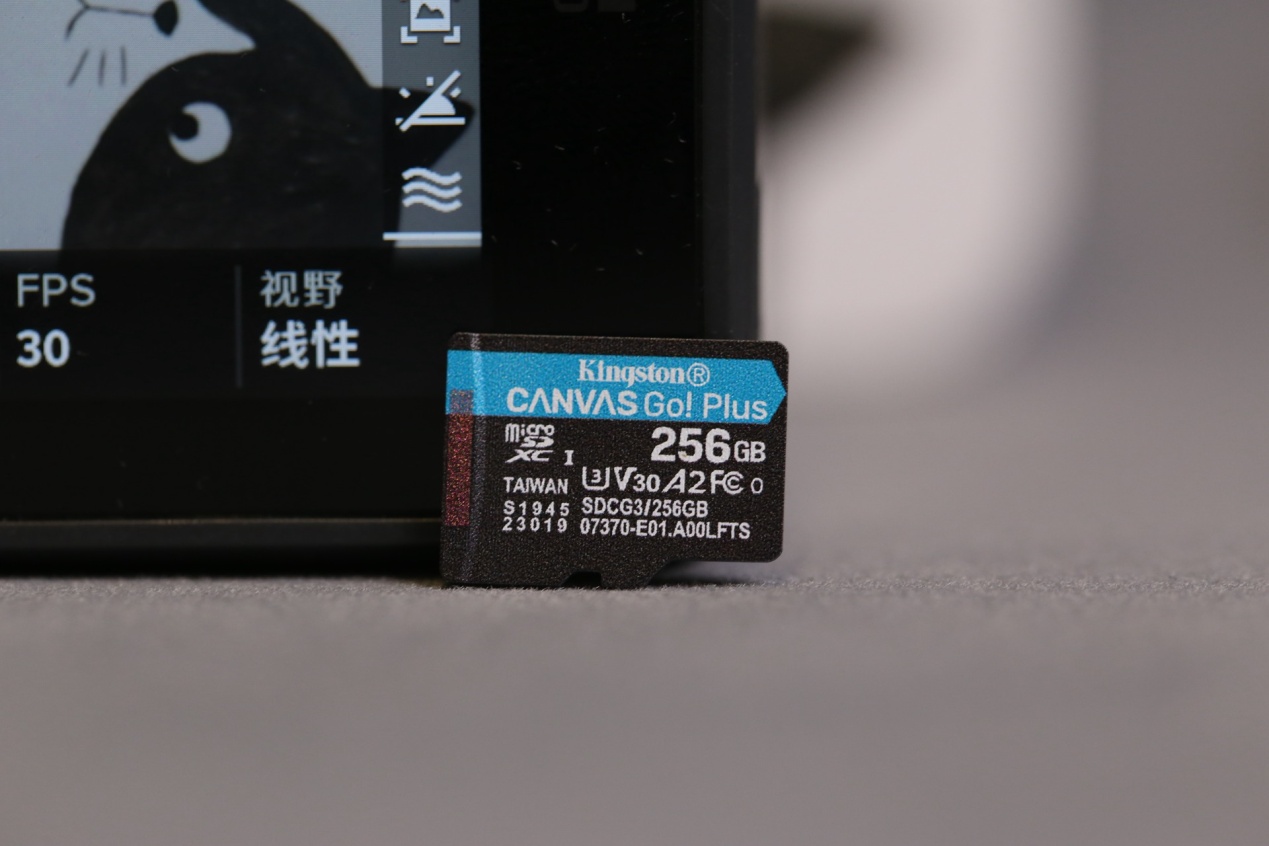 FPS
30
视野
线性
Kingston®
CANVAS Go! Plus
micro
SD
XC I
256GB
U3 V30 A2 FC
TAIWAN
S1945
23019
SDCG3/256GB
07370-E01.A00LFTS